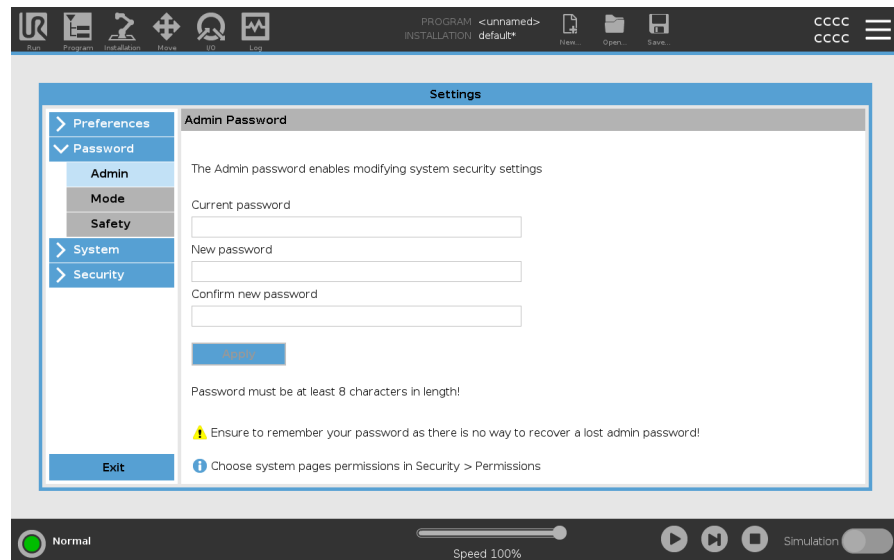 UR
PROGRAM <unnamed>
INSTALLATION default*
CCCC
CCCC
Run Program Installation Move I/O Log New... Open... Save...
Settings
Preferences
Password
Admin
Mode
Safety
System
Security
Exit
Admin Password
The Admin password enables modifying system security settings
Current password
New password
Confirm new password
Apply
Password must be at least 8 characters in length!
Ensure to remember your password as there is no way to recover a lost admin password!
Choose system pages permissions in Security > Permissions
Normal
Speed 100%
Simulation